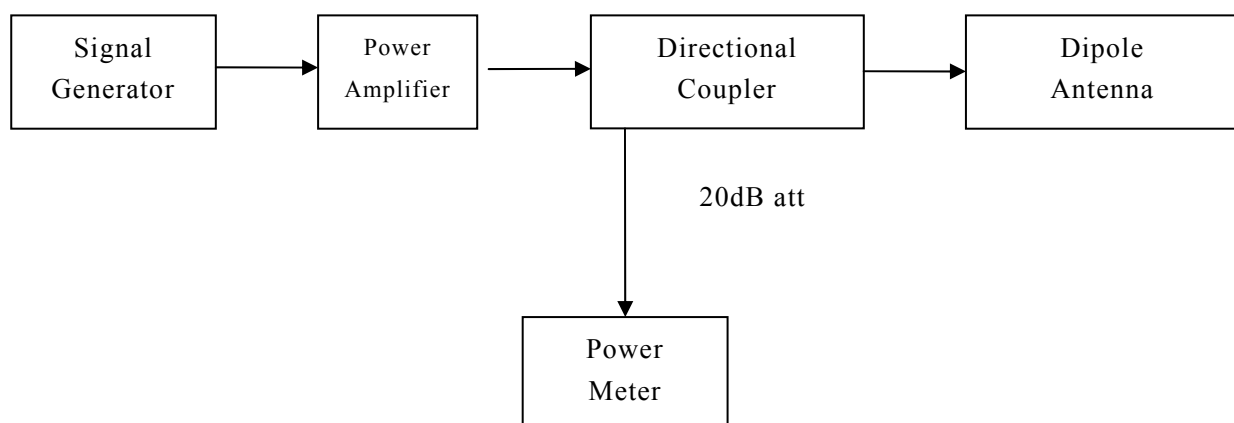 Signal
Generator
Power
Amplifier
Directional
Coupler
Dipole
Antenna
20dB att
Power
Meter